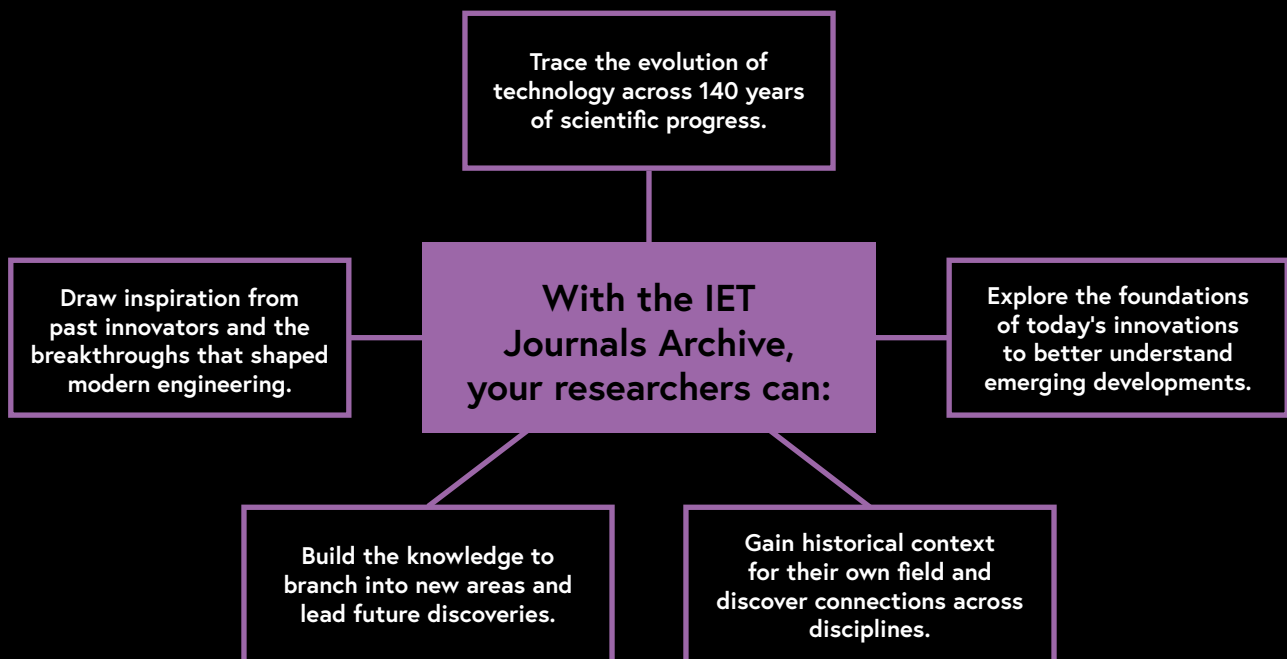 Trace the evolution of
technology across 140 years
of scientific progress.
With the IET
Journals Archive,
your researchers can:
Draw inspiration from
past innovators and the
breakthroughs that shaped
modern engineering.
Explore the foundations
of today's innovations
to better understand
emerging developments.
Build the knowledge to
branch into new areas and
lead future discoveries.
Gain historical context
for their own field and
discover connections across
disciplines.